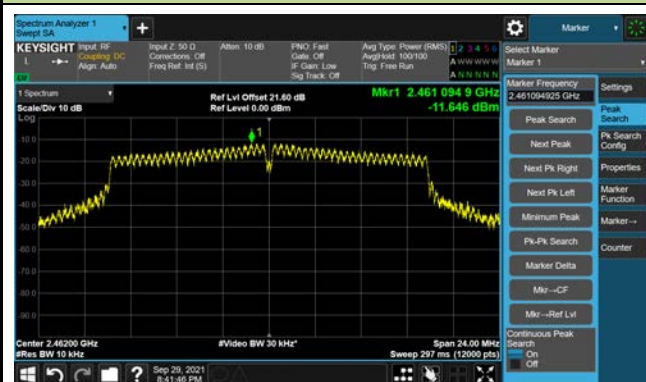 Spectrum Analyzer 1
Swept SA
Marker
KEYSIGHT Input: RF
Coupling: DC
Align: Auto
Input Z: 50 Ω
Corrections: Off
Freq Ref: Int (S)
Atten: 10 dB
PNO: Fast
Gate: Off
IF Gain: Low
Sig Track: Off
Avg Type: Power (RMS)
Avg|Hold: 100/100
Trig: Free Run
1 2 3 4 5 6
A W W W W W
A N N N N N
L
Select Marker
Marker 1
1 Spectrum
Scale/Div 10 dB
Log
Ref Lvl Offset 21.60 dB
Ref Level 0.00 dBm
Mkr1 2.461 094 9 GHz
-11.646 dBm
1
-10.0
-20.0
-30.0
-40.0
-50.0
-60.0
-70.0
-80.0
-90.0
Center 2.46200 GHz
#Res BW 10 kHz
#Video BW 30 kHz*
Span 24.00 MHz
Sweep 297 ms (12000 pts)
Marker Frequency
2.461094925 GHz
Peak Search
Next Peak
Next Pk Right
Next Pk Left
Minimum Peak
Pk-Pk Search
Marker Delta
Mkr→CF
Mkr→Ref Lvl
Continuous Peak Search
On
Off
Settings
Peak Search
Pk Search Config
Properties
Marker Function
Marker→
Counter
Sep 29, 2021
8:41:46 PM